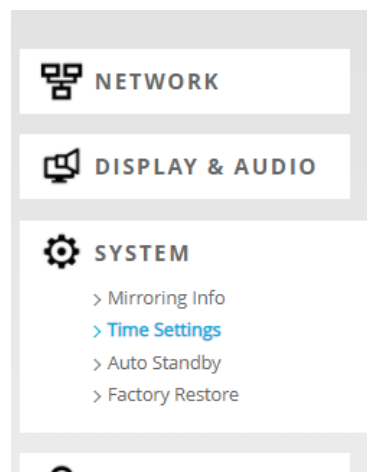 NETWORK
DISPLAY & AUDIO
SYSTEM
> Mirroring Info
> Time Settings
> Auto Standby
> Factory Restore